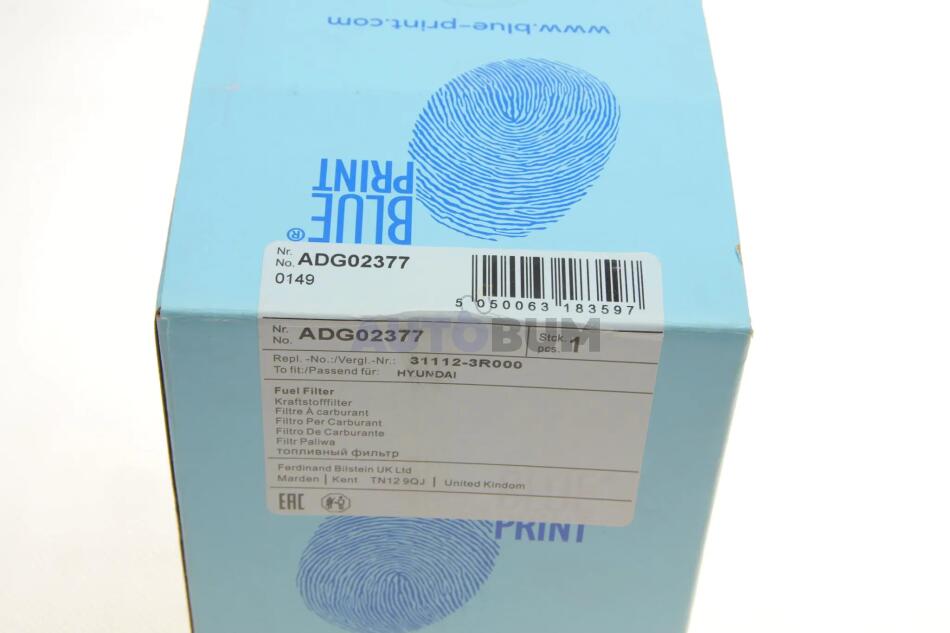 www.blue-print.com
BLUE®
PRINT
Nr.
No. ADG02377
0149
5 050063 183597
AUTOBUM
Nr.
No. ADG02377
Stck.
pcs. 1
Repl.-No.:/Vergl.-Nr.: 31112-3R000
To fit:/Passend für: HYUNDAI
Fuel Filter
Kraftstofffilter
Filtre À carburant
Filtro Per Carburant
Filtro De Carburante
Filtr Paliwa
топливный фильтр
Ferdinand Bilstein UK Ltd
Marden | Kent TN12 9QJ | United Kindom
EAC
BLUE
PRINT